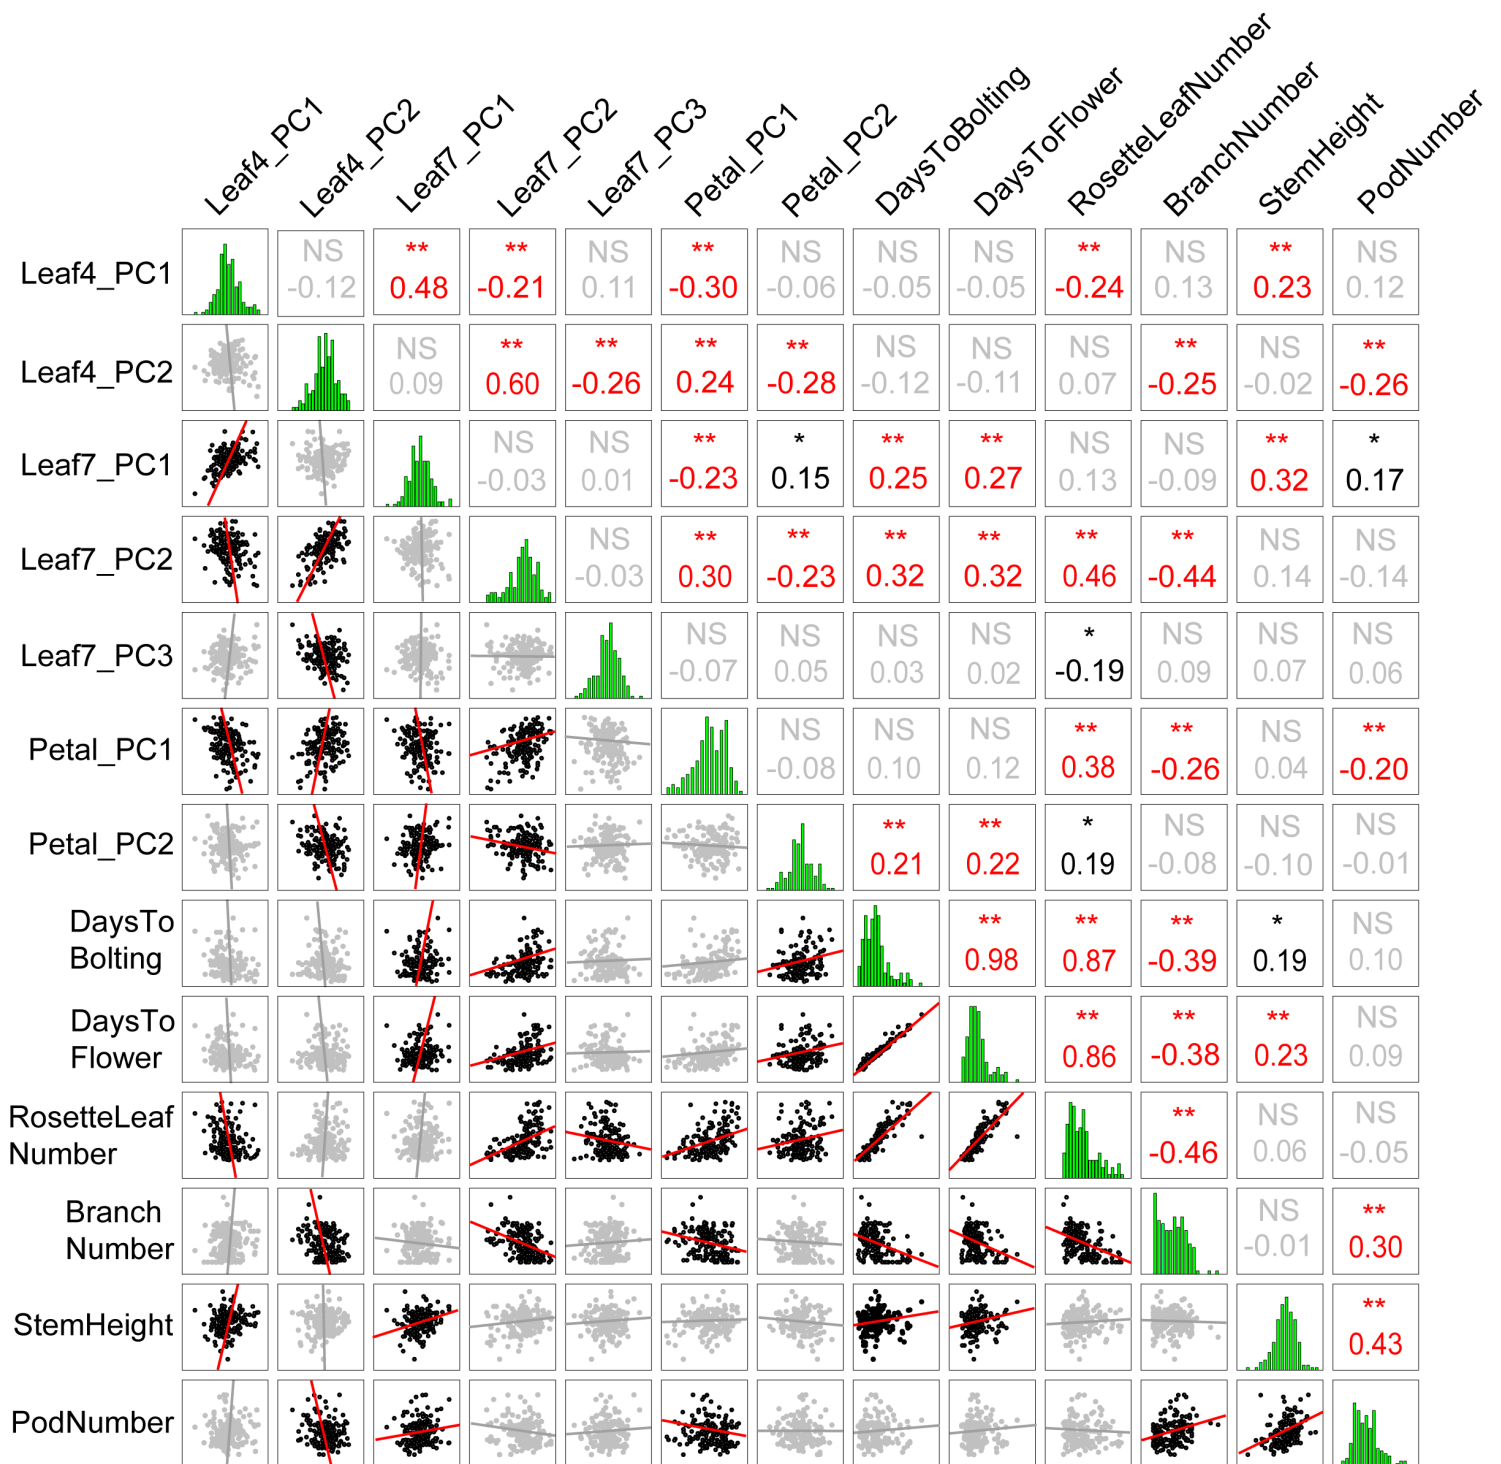 Leaf4_PC1 Leaf4_PC2 Leaf7_PC1 Leaf7_PC2 Leaf7_PC3 Petal_PC1 Petal_PC2 DaysToBolting DaysToFlower RosetteLeafNumber BranchNumber StemHeight PodNumber
NS ** ** NS ** NS NS NS ** NS ** NS
Leaf4_PC1 -0.12 0.48 -0.21 0.11 -0.30 -0.06 -0.05 -0.05 -0.24 0.13 0.23 0.12
NS ** ** ** ** NS NS NS ** NS **
Leaf4_PC2 0.09 0.60 -0.26 0.24 -0.28 -0.12 -0.11 0.07 -0.25 -0.02 -0.26
NS NS ** * ** ** NS NS ** *
Leaf7_PC1 -0.03 0.01 -0.23 0.15 0.25 0.27 0.13 -0.09 0.32 0.17
NS ** ** ** ** ** ** NS NS
Leaf7_PC2 -0.03 0.30 -0.23 0.32 0.32 0.46 -0.44 0.14 -0.14
NS NS NS NS * NS NS NS
Leaf7_PC3 -0.07 0.05 0.03 0.02 -0.19 0.09 0.07 0.06
NS NS NS ** ** NS **
Petal_PC1 -0.08 0.10 0.12 0.38 -0.26 0.04 -0.20
** ** * NS NS NS
Petal_PC2 0.21 0.22 0.19 -0.08 -0.10 -0.01
DaysTo ** ** ** * NS
Bolting 0.98 0.87 -0.39 0.19 0.10
DaysTo ** ** ** NS
Flower 0.86 -0.38 0.23 0.09
RosetteLeaf ** NS NS
Number -0.46 0.06 -0.05
Branch NS **
Number -0.01 0.30
**
StemHeight 0.43
PodNumber